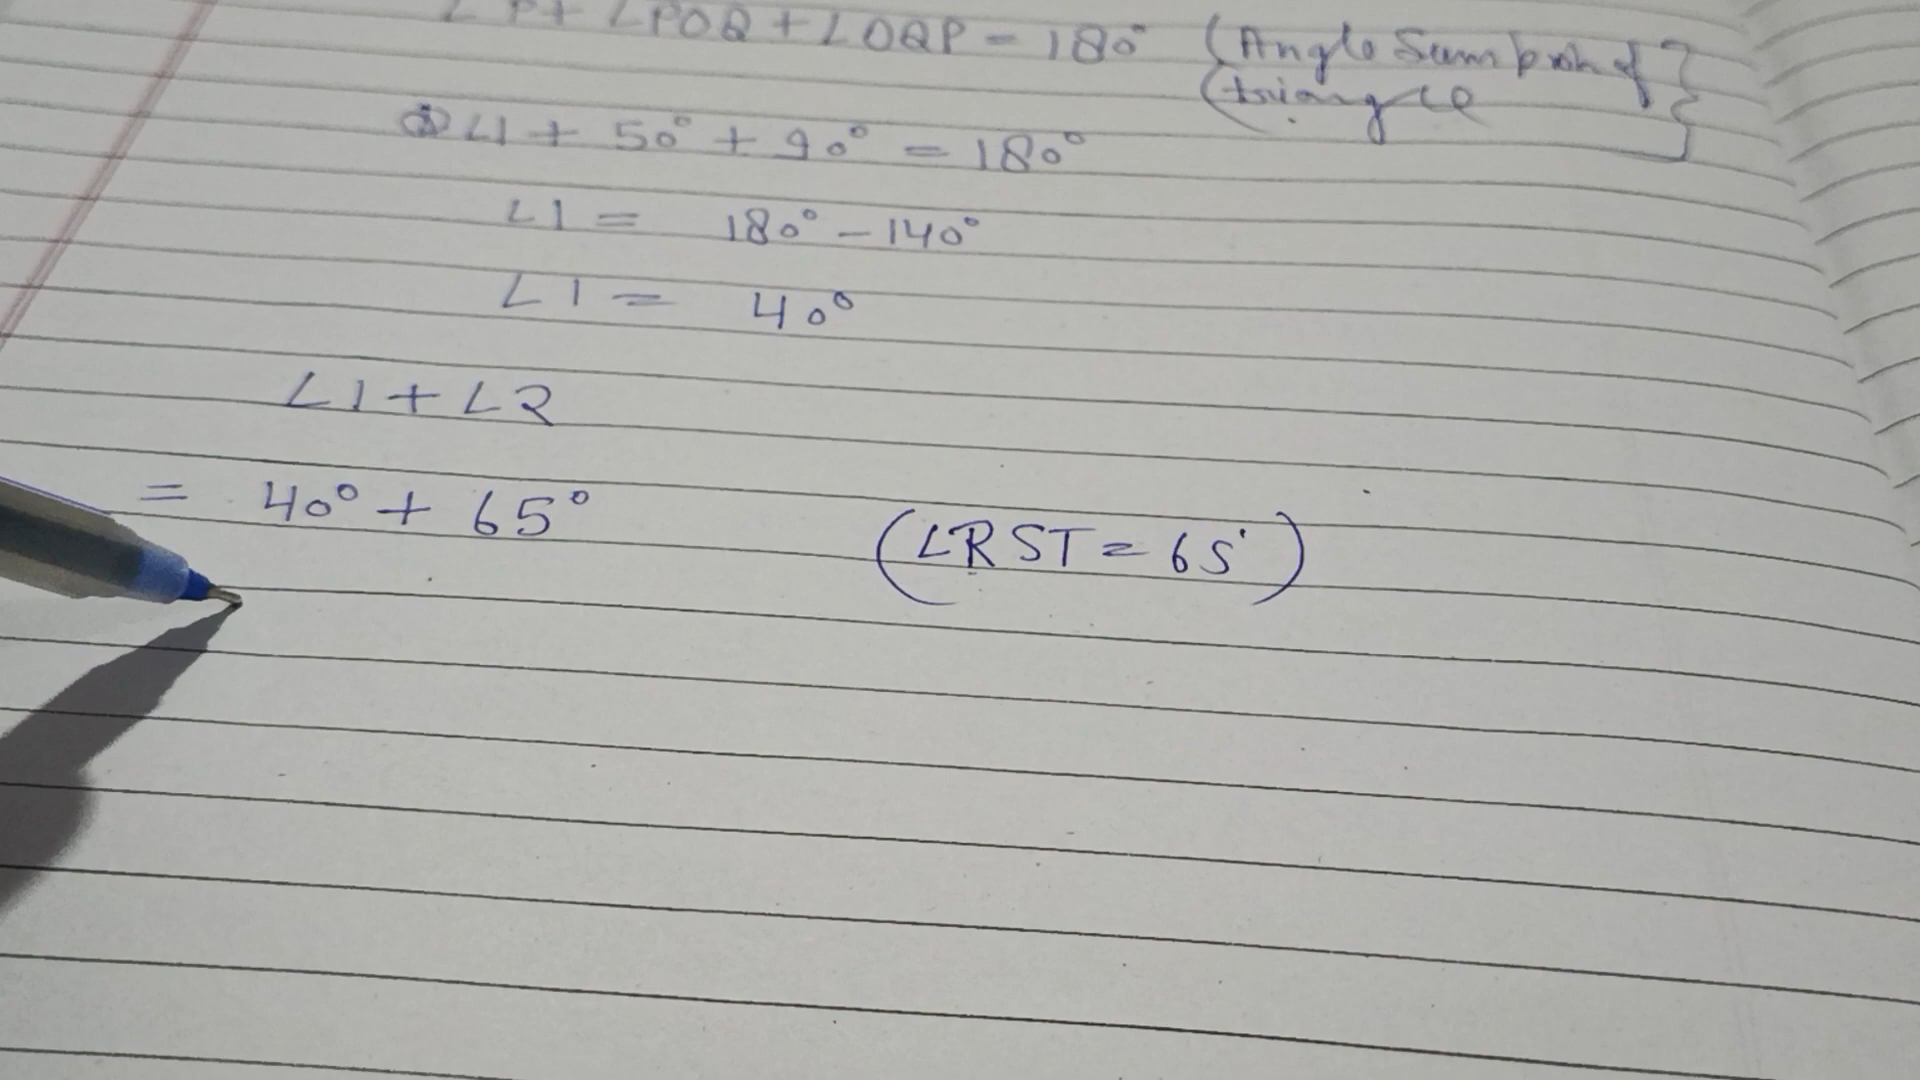 ∠P + ∠POQ + ∠OQP = 180° (Angle Sum of
(triangle
∠1 + 50° + 90° = 180°
∠1 = 180° - 140°
∠1 = 40°
∠1 + ∠2
= 40° + 65° (∠RST = 65°)